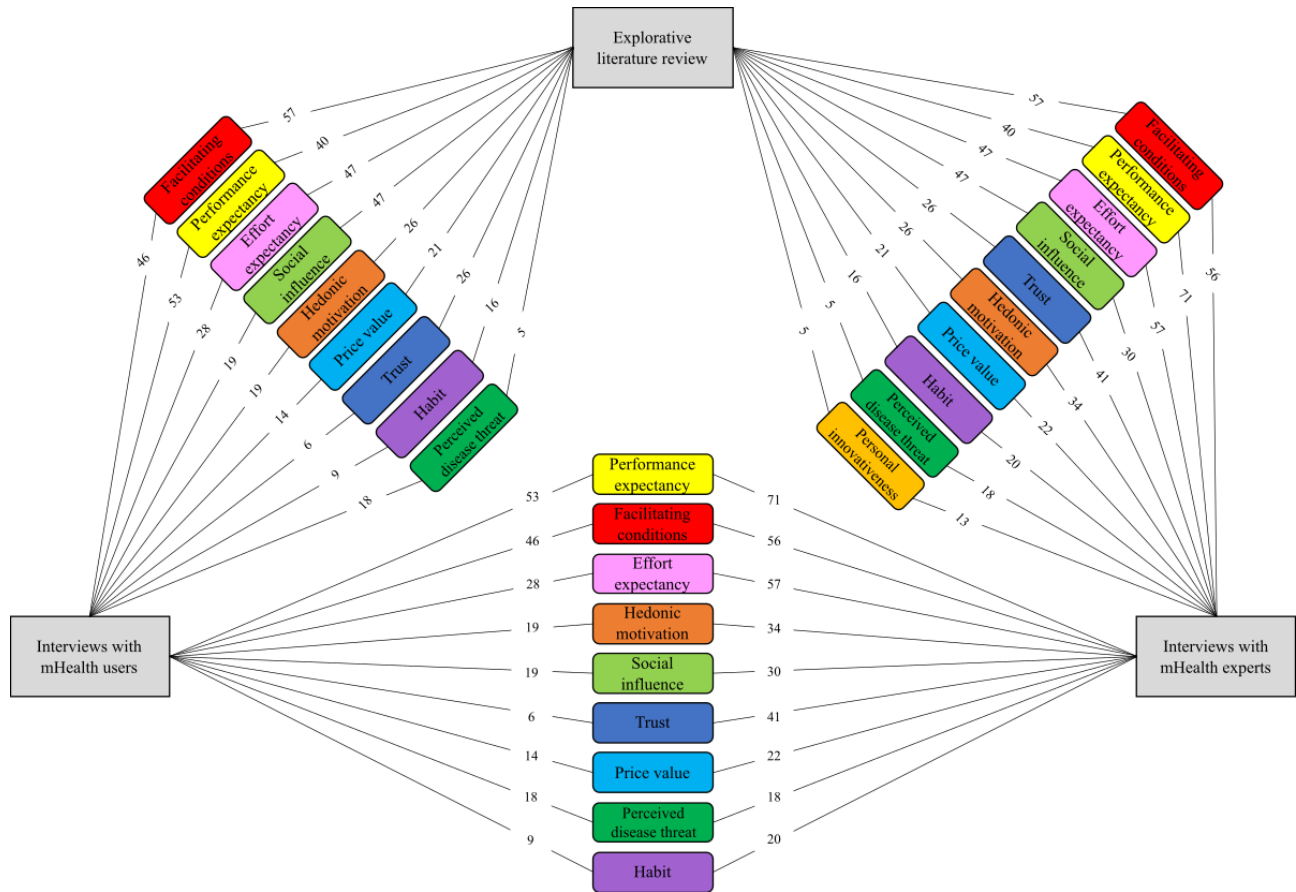 Explorative
literature review
57
40
47
47
26
21
26
16
5
Facilitating
conditions
Performance
expectancy
Effort
expectancy
Social
influence
Hedonic
motivation
Price value
Trust
Habit
Perceived
disease threat
46
53
28
19
19
14
6
9
18
57
40
47
47
26
26
21
16
5
5
Facilitating
conditions
Performance
expectancy
Effort
expectancy
Social
influence
Trust
Hedonic
motivation
Price value
Habit
Perceived
disease threat
Personal
innovativeness
56
71
57
30
41
34
22
20
18
13
Interviews with
mHealth users
Interviews with
mHealth experts
53
Performance
expectancy
71
46
Facilitating
conditions
56
28
Effort
expectancy
57
19
Hedonic
motivation
34
19
Social
influence
30
6
Trust
41
14
Price value
22
18
Perceived
disease threat
18
9
Habit
20